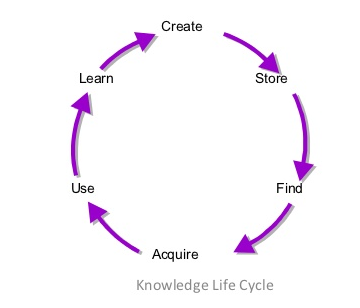 Create
Store
Find
Acquire
Use
Learn
Knowledge Life Cycle